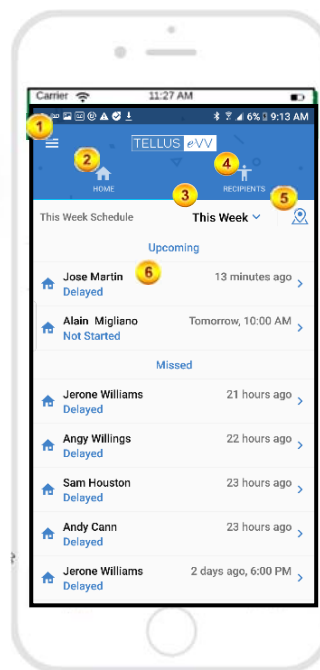 Carrier 11:27 AM
6% 9:13 AM
1
TELLUS eVV
2 4
HOME RECIPIENTS
3 5
This Week Schedule This Week
Upcoming
Jose Martin 6 13 minutes ago
Delayed
Alain Migliano Tomorrow, 10:00 AM
Not Started
Missed
Jerone Williams 21 hours ago
Delayed
Angy Willings 22 hours ago
Delayed
Sam Houston 23 hours ago
Delayed
Andy Cann 23 hours ago
Delayed
Jerone Williams 2 days ago, 6:00 PM
Delayed